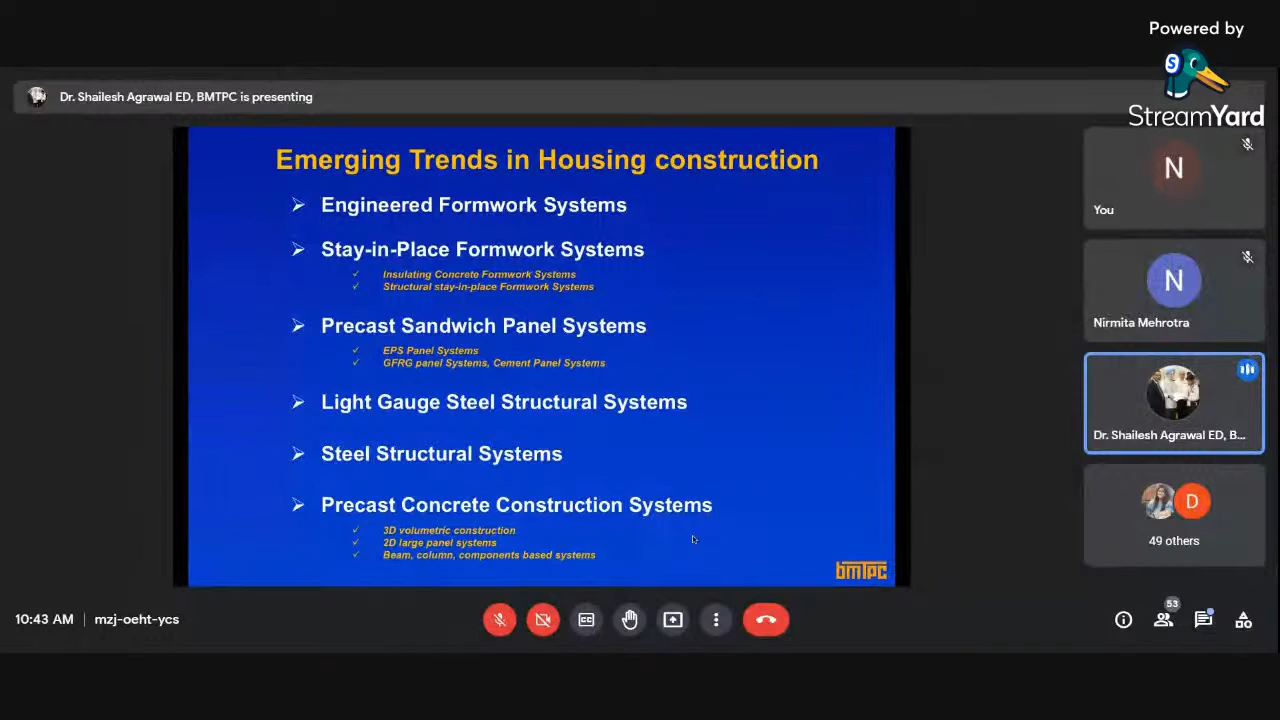 Powered by
StreamYard
Dr. Shailesh Agrawal ED, BMTPC is presenting
Emerging Trends in Housing construction
➢ Engineered Formwork Systems
➢ Stay-in-Place Formwork Systems
✓ Insulating Concrete Formwork Systems
✓ Structural stay-in-place Formwork Systems
➢ Precast Sandwich Panel Systems
✓ EPS Panel Systems
✓ GFRG panel Systems, Cement Panel Systems
➢ Light Gauge Steel Structural Systems
➢ Steel Structural Systems
➢ Precast Concrete Construction Systems
✓ 3D volumetric construction
✓ 2D large panel systems
✓ Beam, column, components based systems
bmTpc
N
You
N
Nirmita Mehrotra
Dr. Shailesh Agrawal ED, B...
D
49 others
10:43 AM | mzj-oeht-ycs
53